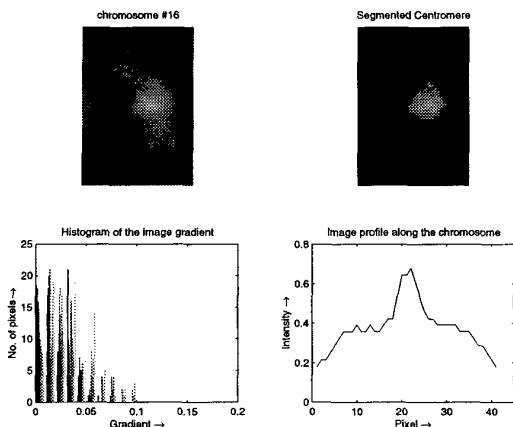 chromosome #16
Segmented Centromere
Histogram of the image gradient
25
20
15
10
5
0
No. of pixels →
0
0.05
0.1
0.15
0.2
Gradient →
Image profile along the chromosome
0.8
0.6
0.4
0.2
0
Intensity →
0
10
20
30
40
Pixel →